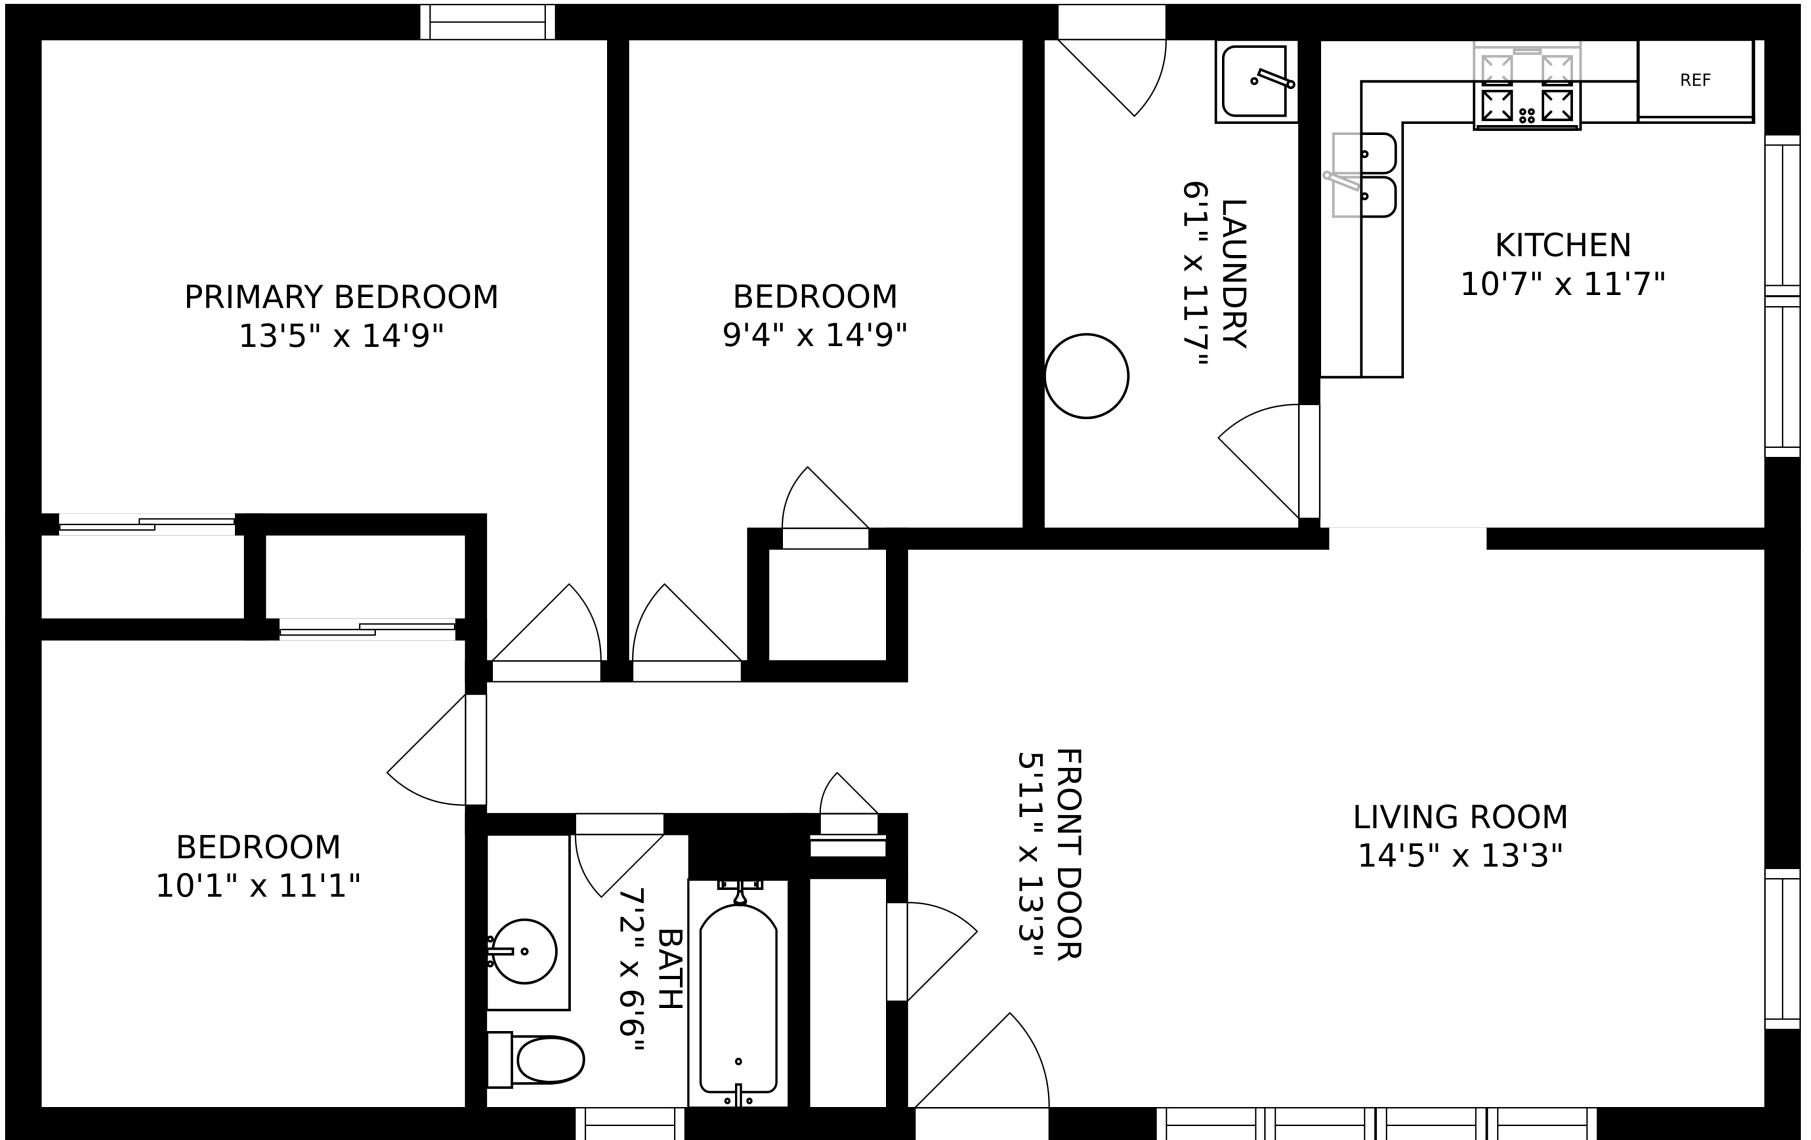 REF
PRIMARY BEDROOM
13'5" x 14'9"
BEDROOM
9'4" x 14'9"
LAUNDRY
6'1" x 11'7"
KITCHEN
10'7" x 11'7"
BEDROOM
10'1" x 11'1"
BATH
7'2" x 6'6"
FRONT DOOR
5'11" x 13'3"
LIVING ROOM
14'5" x 13'3"